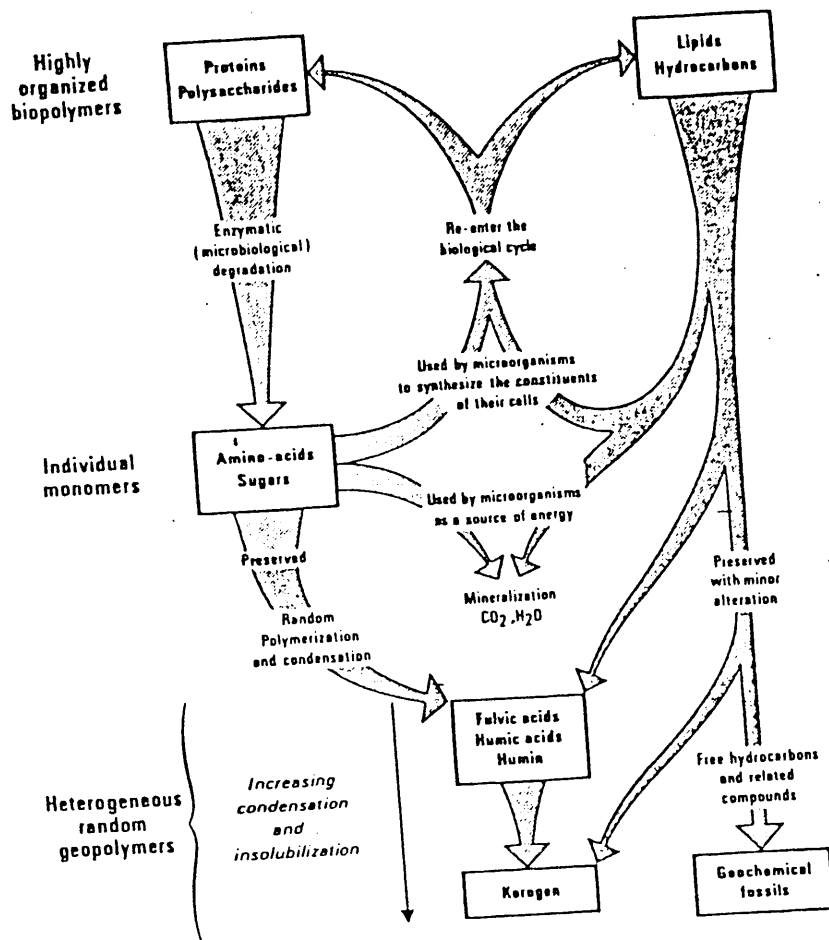 Highly
organized
biopolymers
Proteins
Polysaccharides
Lipids
Hydrocarbons
Enzymatic
(microbiological)
degradation
Re-enter the
biological cycle
Used by microorganisms
to synthesize the constituents
of their cells
Individual
monomers
Amino-acids
Sugars
Used by microorganisms
as a source of energy
Preserved
Mineralization
CO2,H2O
Preserved
with minor
alteration
Random
Polymerization
and condensation
Fulvic acids
Humic acids
Humin
Heterogeneous
random
geopolymers
Increasing
condensation
and
insolubilization
Free hydrocarbons
and related
compounds
Kerogen
Geochemical
fossils